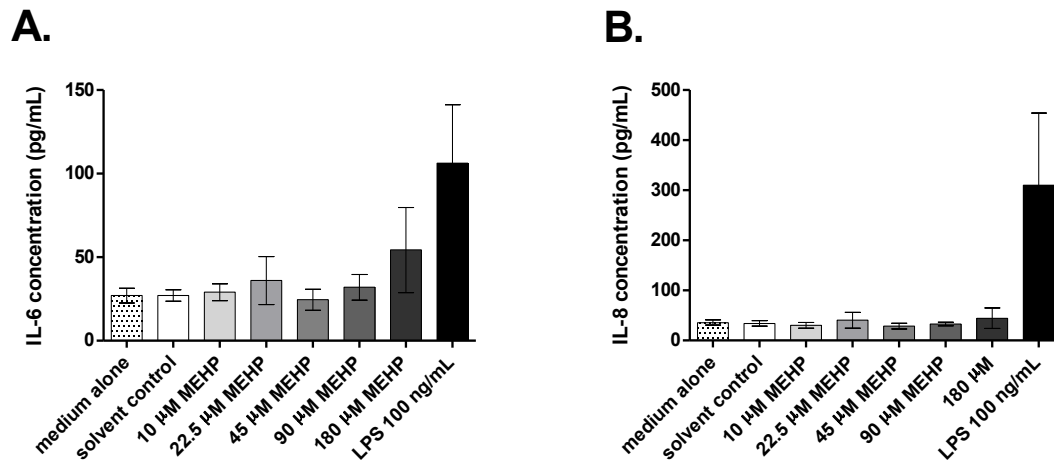 A.
IL-6 concentration (pg/mL)
150
100
50
0
medium alone
solvent control
10 µM MEHP
22.5 µM MEHP
45 µM MEHP
90 µM MEHP
180 µM MEHP
LPS 100 ng/mL
B.
IL-8 concentration (pg/mL)
500
400
300
200
100
0
medium alone
solvent control
10 µM MEHP
22.5 µM MEHP
45 µM MEHP
90 µM MEHP
180 µM
LPS 100 ng/mL